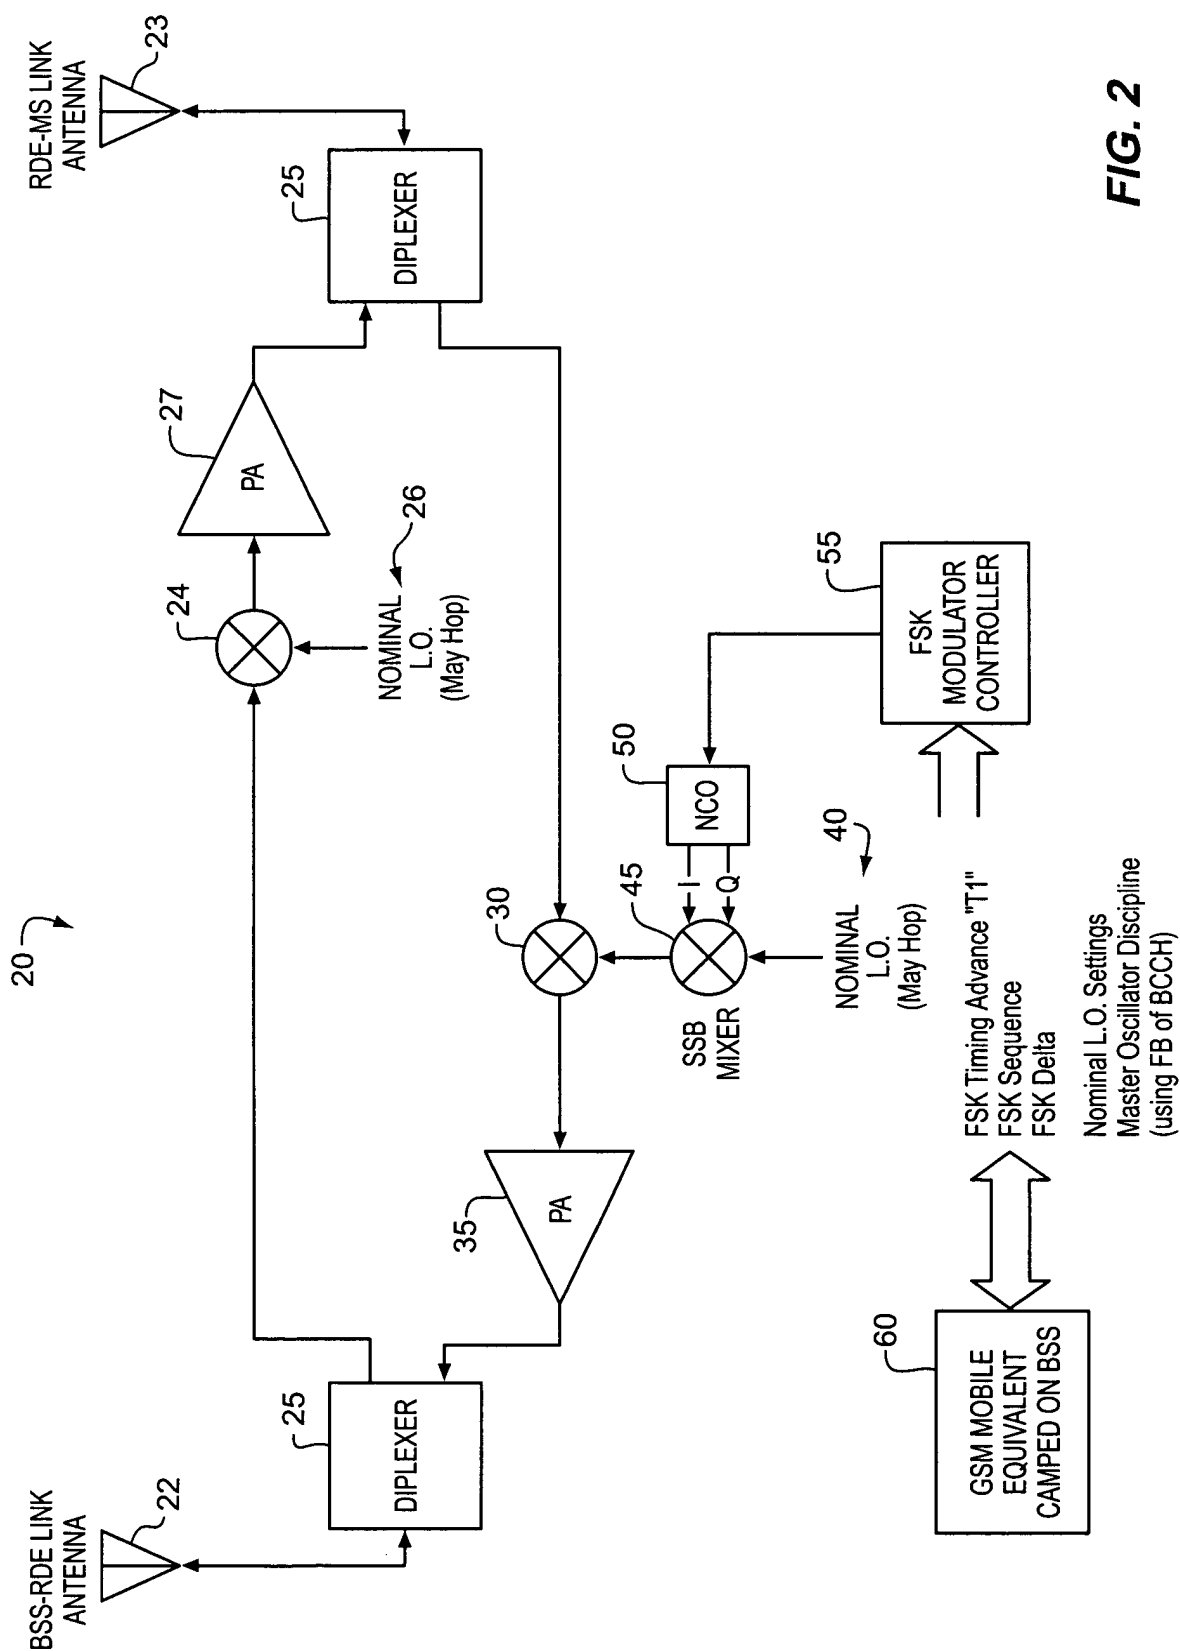 20
BSS-RDE LINK
ANTENNA
22
RDE-MS LINK
ANTENNA
23
25
DIPLEXER
24
NOMINAL
L.O.
(May Hop)
26
27
PA
25
DIPLEXER
35
PA
30
SSB
MIXER
45
I
Q
50
NCO
NOMINAL
L.O.
(May Hop)
40
55
FSK
MODULATOR
CONTROLLER
60
GSM MOBILE
EQUIVALENT
CAMPED ON BSS
FSK Timing Advance "T1"
FSK Sequence
FSK Delta
Nominal L.O. Settings
Master Oscillator Discipline
(using FB of BCCH)
FIG. 2